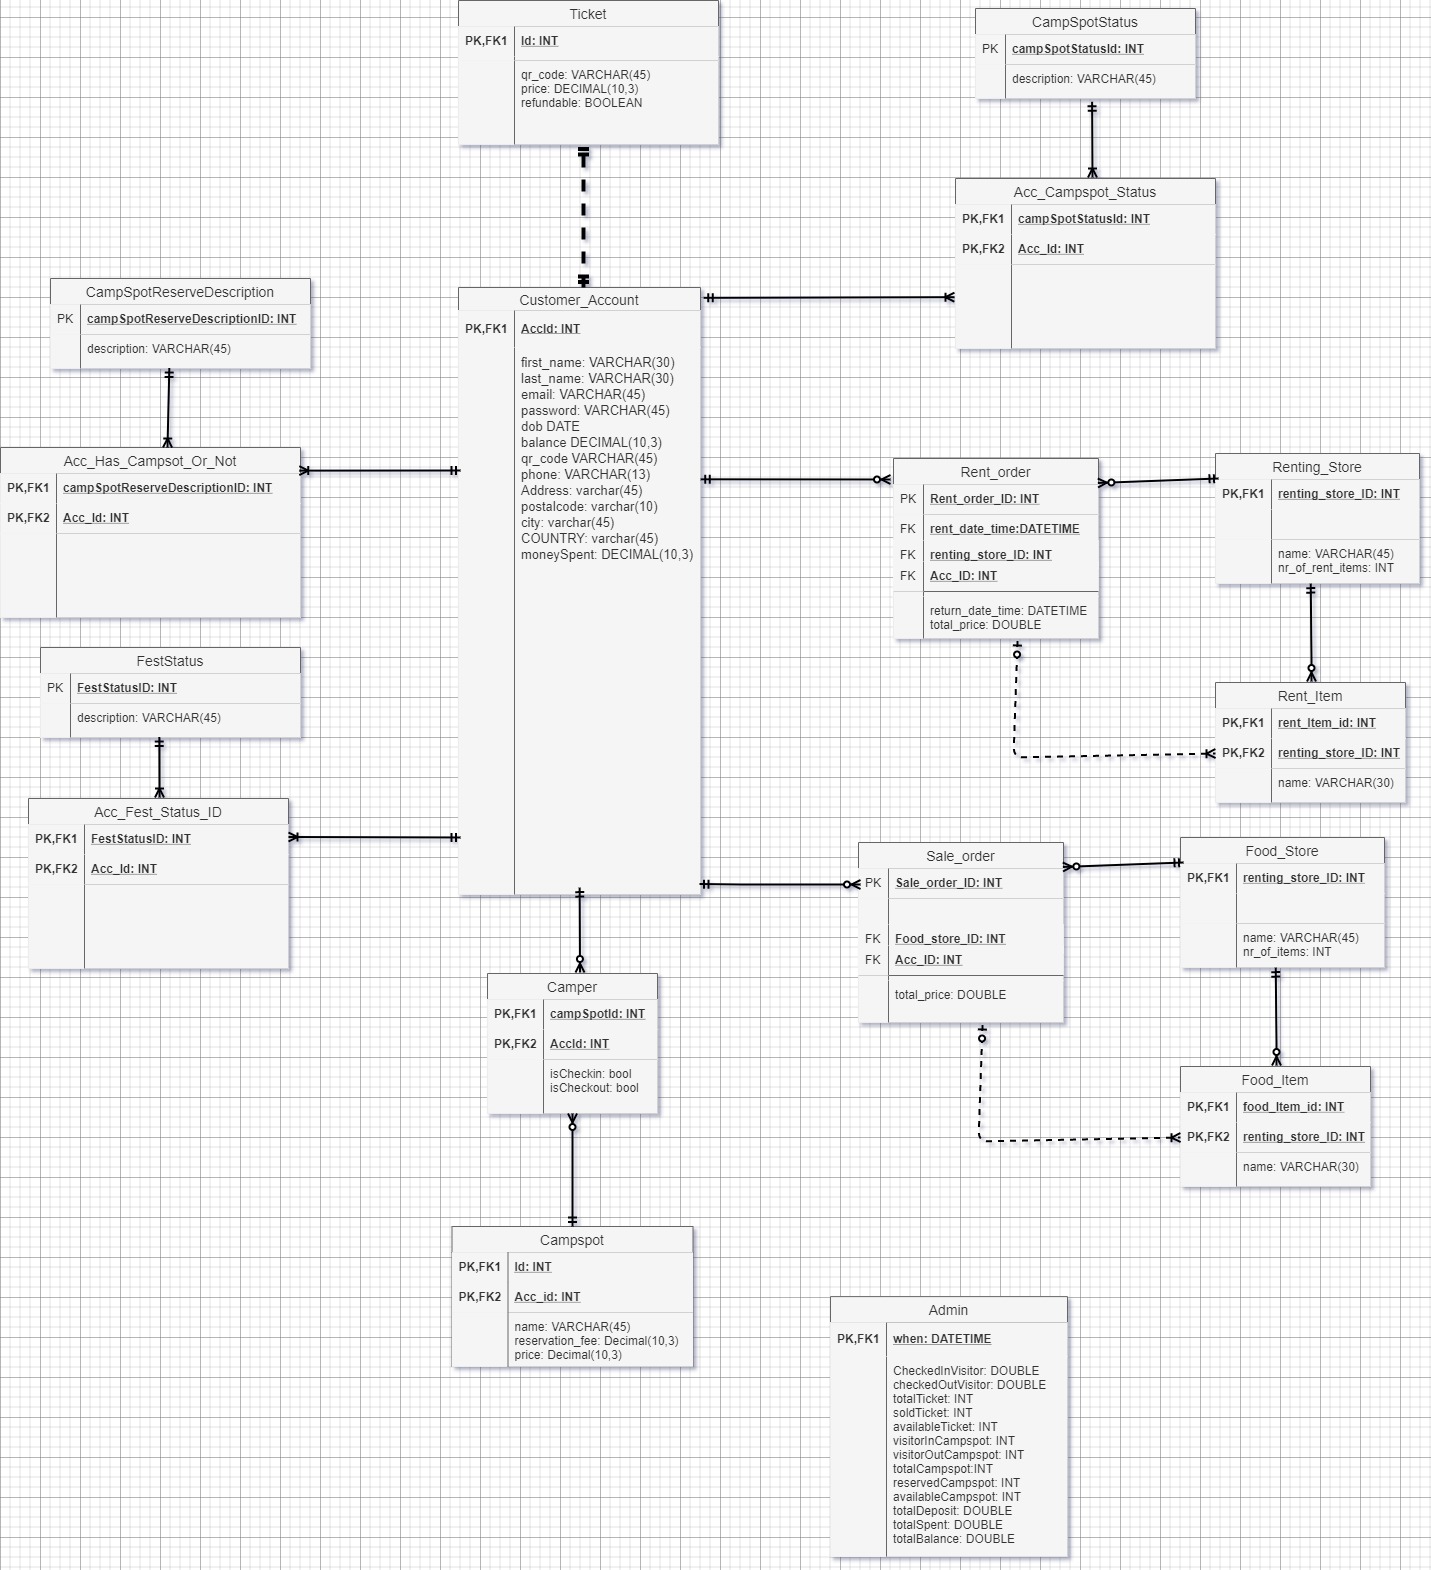 Ticket
PK,FK1 Id: INT
qr_code: VARCHAR(45)
price: DECIMAL(10,3)
refundable: BOOLEAN
CampSpotStatus
PK campSpotStatusId: INT
description: VARCHAR(45)
Acc_Campspot_Status
PK,FK1 campSpotStatusId: INT
PK,FK2 Acc_Id: INT
CampSpotReserveDescription
PK campSpotReserveDescriptionID: INT
description: VARCHAR(45)
Customer_Account
PK,FK1 AccId: INT
first_name: VARCHAR(30)
last_name: VARCHAR(30)
email: VARCHAR(45)
password: VARCHAR(45)
dob DATE
balance DECIMAL(10,3)
qr_code VARCHAR(45)
phone: VARCHAR(13)
Address: varchar(45)
postalcode: varchar(10)
city: varchar(45)
COUNTRY: varchar(45)
moneySpent: DECIMAL(10,3)
Acc_Has_Campsot_Or_Not
PK,FK1 campSpotReserveDescriptionID: INT
PK,FK2 Acc_Id: INT
Rent_order
PK Rent_order_ID: INT
FK rent_date_time:DATETIME
FK renting_store_ID: INT
FK Acc_ID: INT
return_date_time: DATETIME
total_price: DOUBLE
Renting_Store
PK,FK1 renting_store_ID: INT
name: VARCHAR(45)
nr_of_rent_items: INT
FestStatus
PK FestStatusID: INT
description: VARCHAR(45)
Rent_Item
PK,FK1 rent_Item_id: INT
PK,FK2 renting_store_ID: INT
name: VARCHAR(30)
Acc_Fest_Status_ID
PK,FK1 FestStatusID: INT
PK,FK2 Acc_Id: INT
Sale_order
PK Sale_order_ID: INT
FK Food_store_ID: INT
FK Acc_ID: INT
total_price: DOUBLE
Food_Store
PK,FK1 renting_store_ID: INT
name: VARCHAR(45)
nr_of_items: INT
Camper
PK,FK1 campSpotId: INT
PK,FK2 AccId: INT
isCheckin: bool
isCheckout: bool
Food_Item
PK,FK1 food_Item_id: INT
PK,FK2 renting_store_ID: INT
name: VARCHAR(30)
Campspot
PK,FK1 Id: INT
PK,FK2 Acc_id: INT
name: VARCHAR(45)
reservation_fee: Decimal(10,3)
price: Decimal(10,3)
Admin
PK,FK1 when: DATETIME
CheckedInVisitor: DOUBLE
checkedOutVisitor: DOUBLE
totalTicket: INT
soldTicket: INT
availableTicket: INT
visitorInCampspot: INT
visitorOutCampspot: INT
totalCampspot:INT
reservedCampspot: INT
availableCampspot: INT
totalDeposit: DOUBLE
totalSpent: DOUBLE
totalBalance: DOUBLE